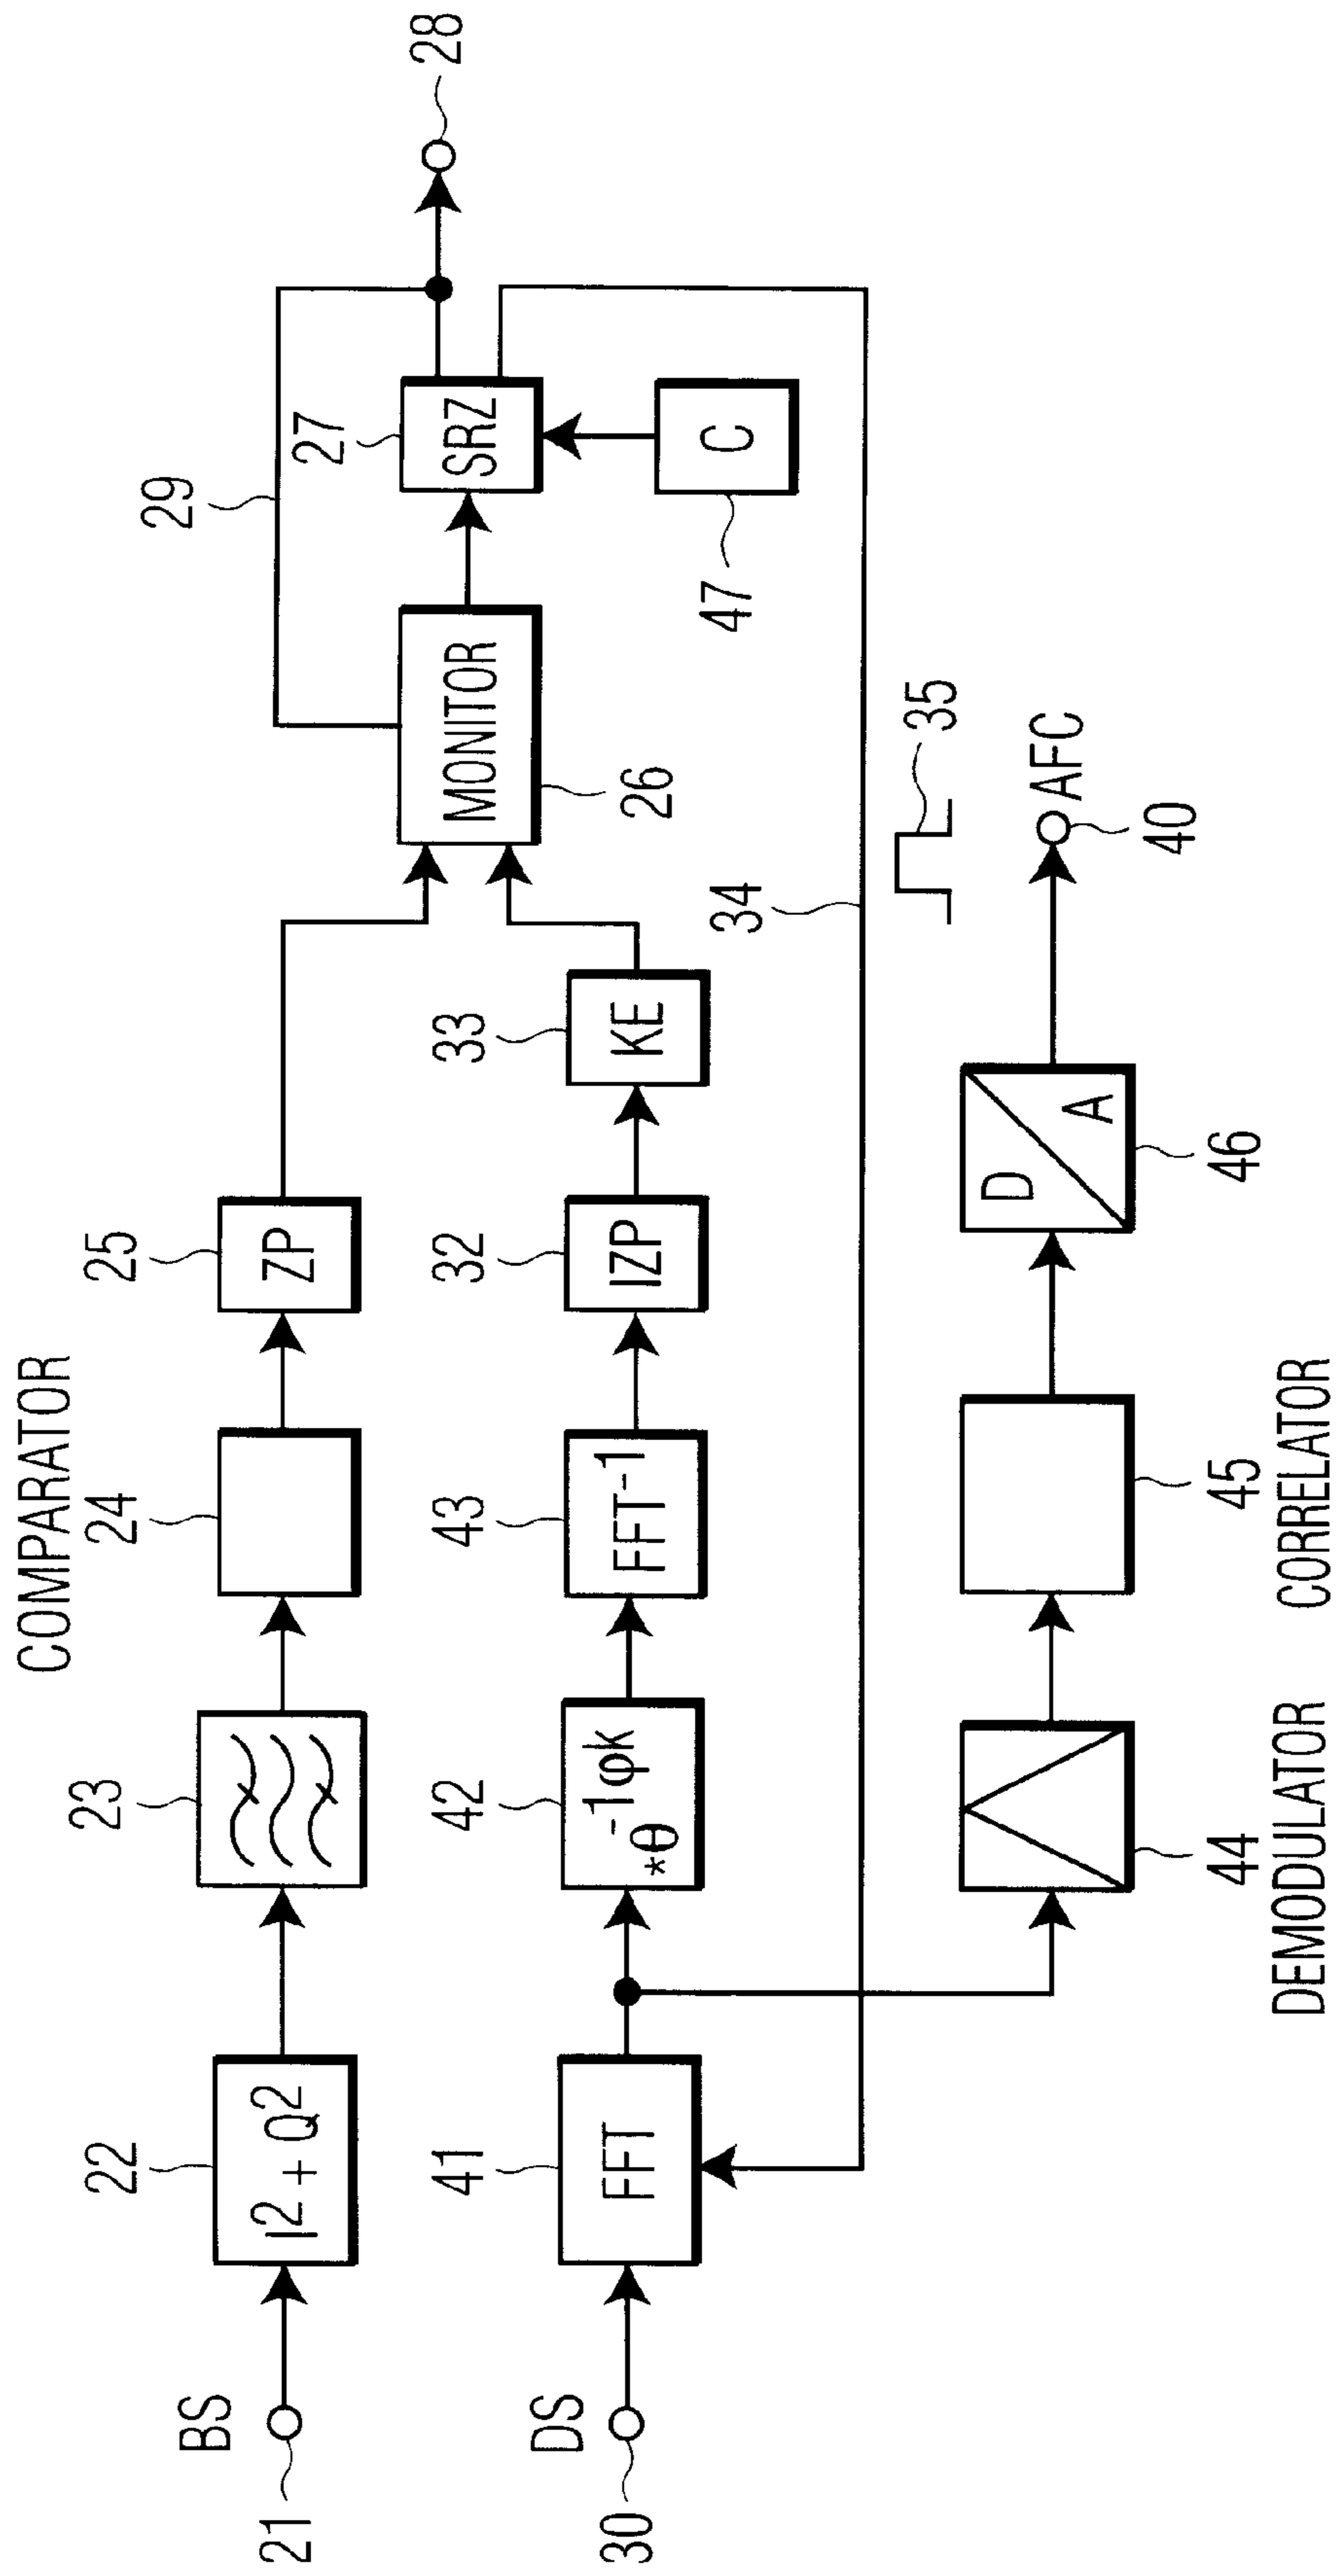 COMPARATOR
BS
21
22
I² + Q²
23
24
25
ZP
29
27
SRZ
28
MONITOR
26
C
47
DS
30
41
FFT
42
*θ⁻¹φk
43
FFT⁻¹
32
IZP
33
KE
34
35
44
DEMODULATOR
45
CORRELATOR
D
A
46
AFC
40